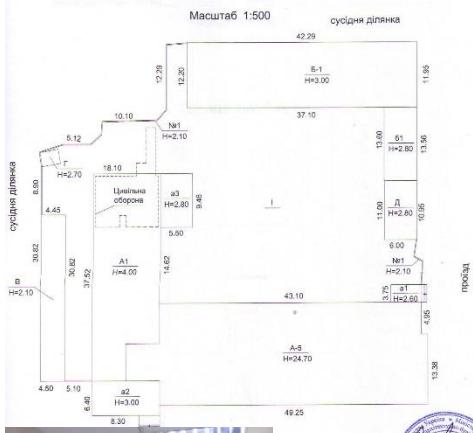 Масштаб 1:500
сусідня ділянка
42.29
12.29
12.20
Б-1
H=3.00
11.95
10.10
№1
H=2.10
37.10
5.12
13.60
б1
H=2.80
13.56
Г
H=2.70
18.10
8.90
Цивільна
оборона
а3
H=2.80
9.46
І
11.00
Д
H=2.80
10.95
сусідня ділянка
4.45
5.50
6.00
30.82
30.82
37.52
А1
H=4.00
14.62
№1
H=2.10
проїзд
В
H=2.10
43.10
3.75
а1
H=2.60
4.95
А-5
H=24.70
13.38
4.60
5.10
6.40
а2
H=3.00
8.30
49.25